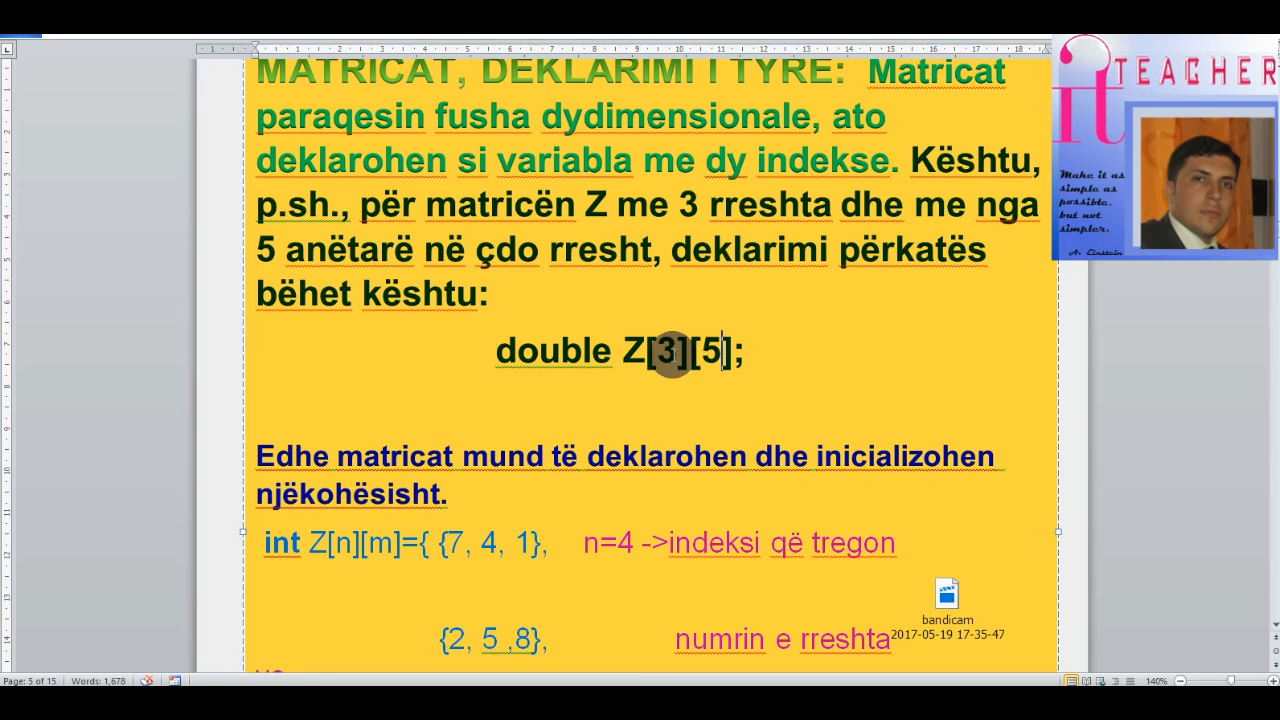 MATRICAT, DEKLARIMI I TYRE: Matricat
paraqesin fusha dydimensionale, ato
deklarohen si variabla me dy indekse. Kështu,
p.sh., për matricën Z me 3 rreshta dhe me nga
5 anëtarë në çdo rresht, deklarimi përkatës
bëhet kështu:
double Z[3][5];
Edhe matricat mund të deklarohen dhe inicializohen
njëkohësisht.
int Z[n][m]={ {7, 4, 1}, n=4 ->indeksi që tregon
{2, 5 ,8}, numrin e rreshta
bandicam
2017-05-19 17-35-47
it TEACHER
Make it as
simple as
possible,
but not
simpler.
A. Einstein
Page: 5 of 15 Words: 1,678 140%